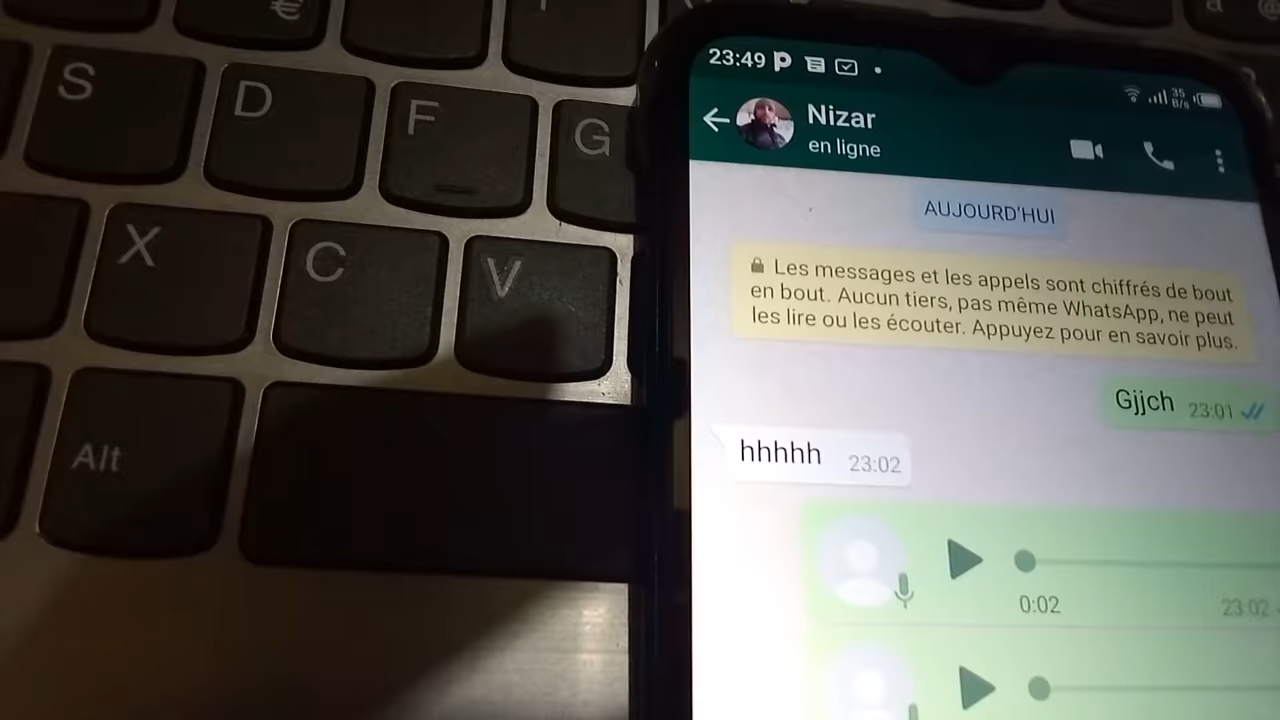 €
S
D
F
G
X
C
V
Alt
23:49
35
B/s
Nizar
en ligne
AUJOURD'HUI
Les messages et les appels sont chiffrés de bout
en bout. Aucun tiers, pas même WhatsApp, ne peut
les lire ou les écouter. Appuyez pour en savoir plus.
Gjjch 23:01
hhhhh 23:02
0:02 23:02